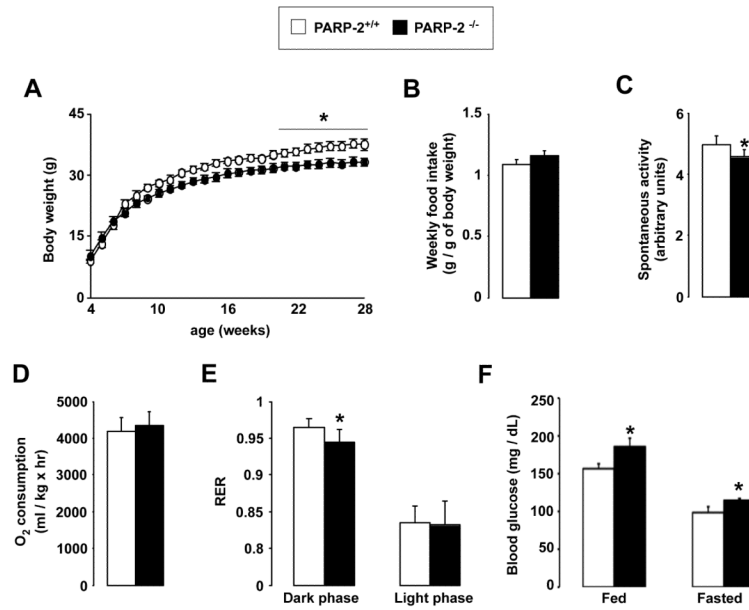 PARP-2+/+ PARP-2 -/-
A
Body weight (g)
45
30
15
0
*
4 10 16 22 28
age (weeks)
B
Weekly food intake
(g / g of body weight)
1.5
1
0.5
0
C
Spontaneous activity
(arbitrary units)
6
4
2
0
*
D
O2 consumption
(ml / kg x hr)
5000
4000
3000
2000
1000
0
E
RER
1
0.95
0.9
0.85
0.8
*
Dark phase Light phase
F
Blood glucose (mg / dL)
250
200
150
100
50
0
*
*
Fed Fasted